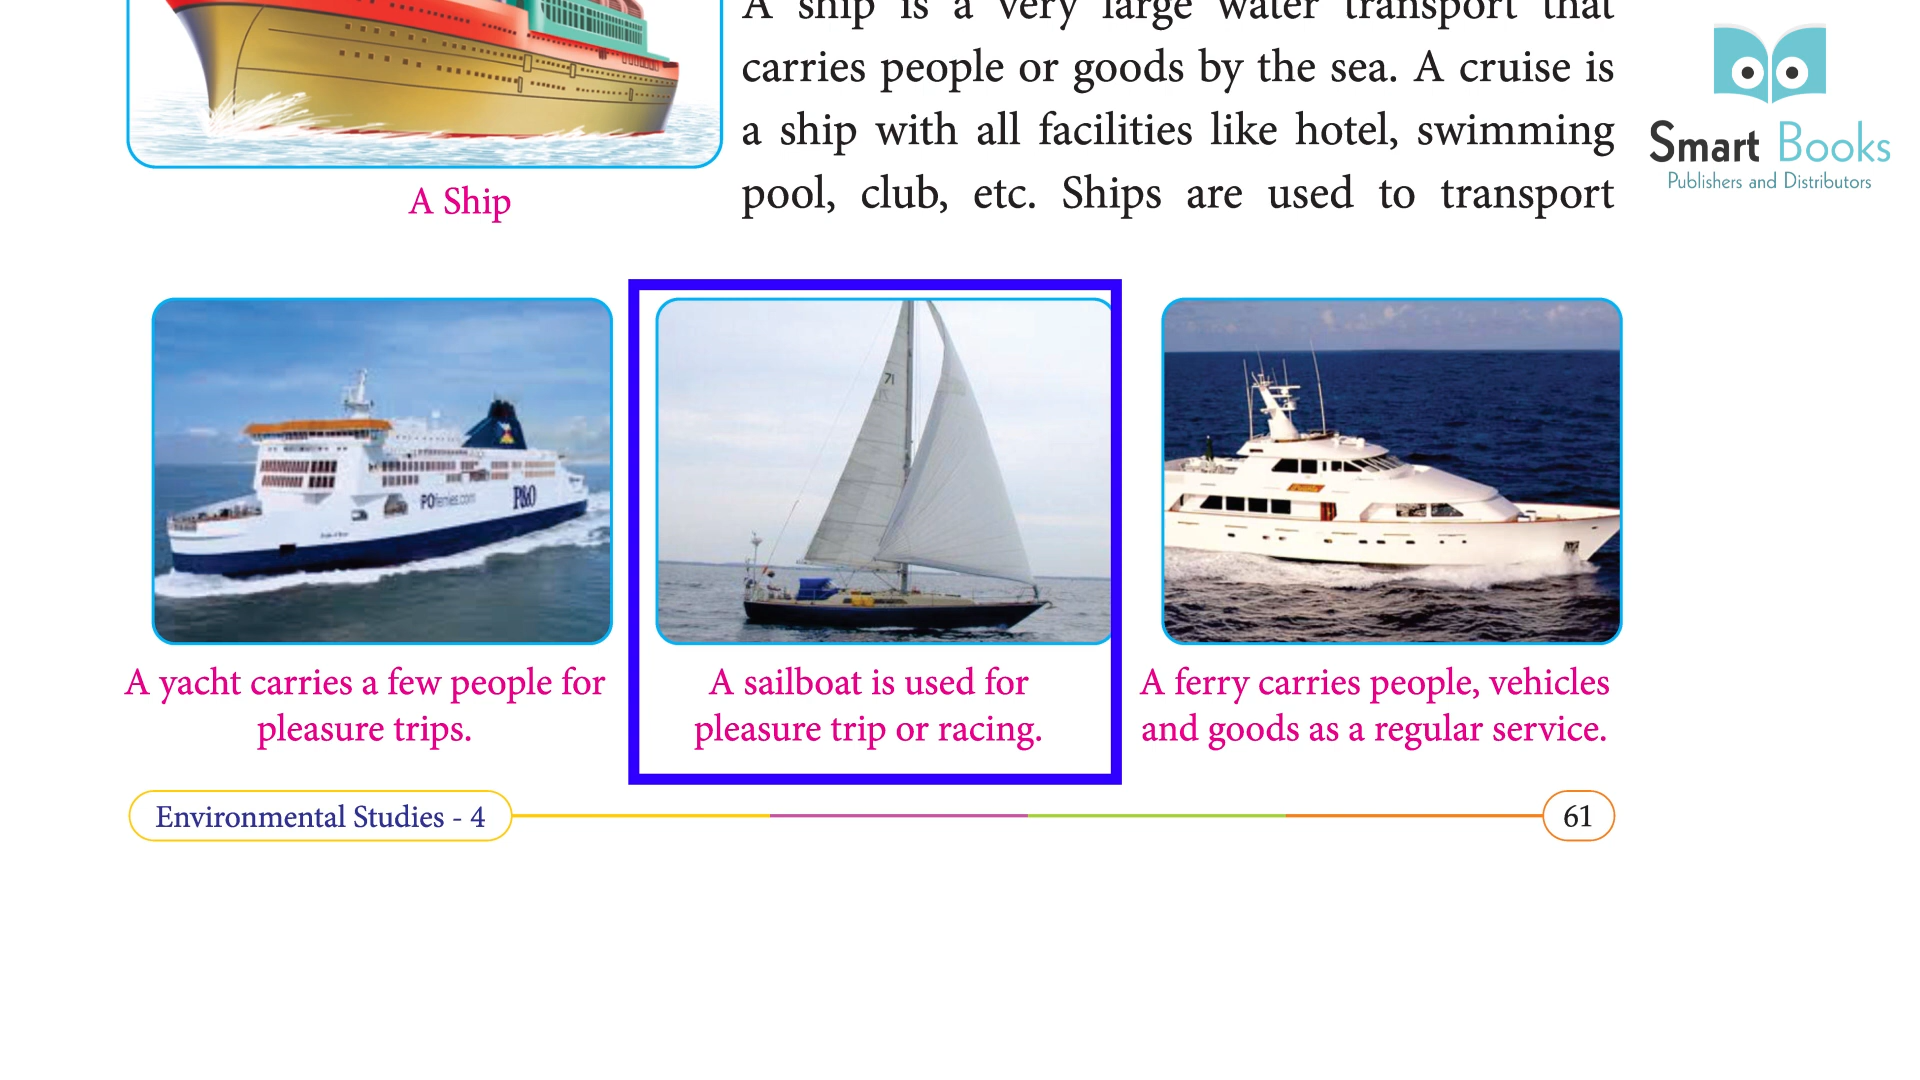 A ship is a very large water transport that
carries people or goods by the sea. A cruise is
a ship with all facilities like hotel, swimming
pool, club, etc. Ships are used to transport
A Ship
Smart Books
Publishers and Distributors
71
POferries.com
P&O
A yacht carries a few people for
pleasure trips.
A sailboat is used for
pleasure trip or racing.
A ferry carries people, vehicles
and goods as a regular service.
Environmental Studies - 4
61